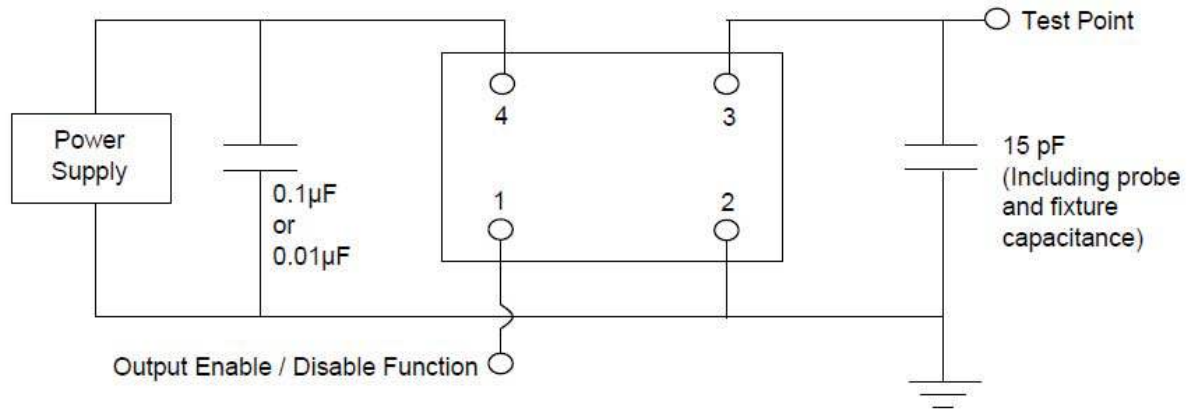 Test Point
4
3
Power
Supply
15 pF
(Including probe
and fixture
capacitance)
0.1µF
or
0.01µF
1
2
Output Enable / Disable Function